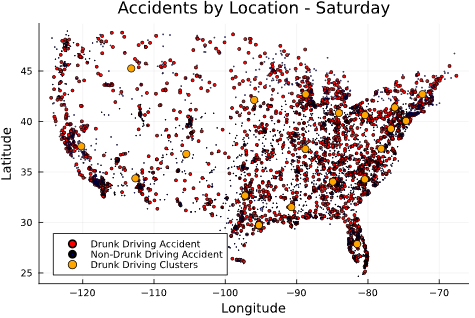 Accidents by Location - Saturday
Latitude
45
40
35
30
25
Drunk Driving Accident
Non-Drunk Driving Accident
Drunk Driving Clusters
−120 −110 −100 −90 −80 −70
Longitude